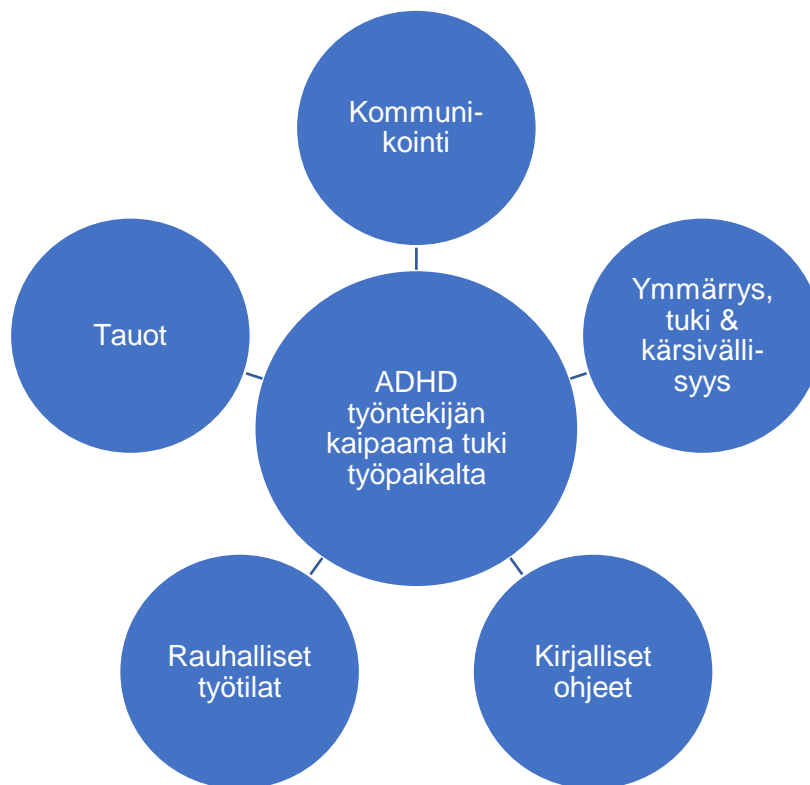 Kommuni-
kointi
Ymmärrys,
tuki &
kärsivälli-
syys
Tauot
ADHD
työntekijän
kaipaama tuki
työpaikalta
Rauhalliset
työtilat
Kirjalliset
ohjeet